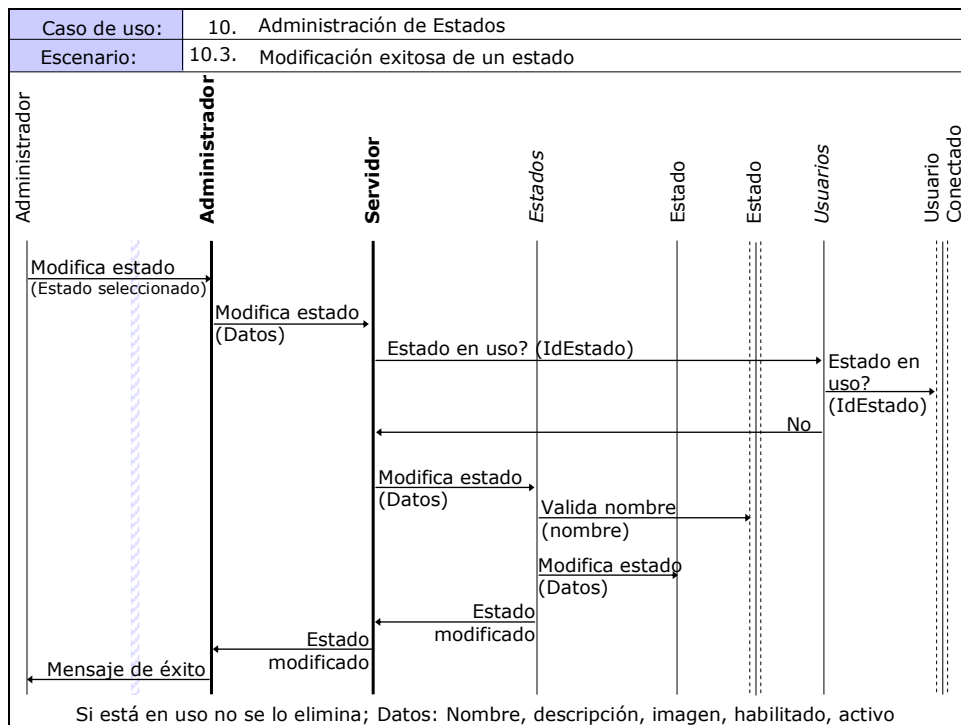 Caso de uso: 10. Administración de Estados
Escenario: 10.3. Modificación exitosa de un estado
Administrador
Administrador
Servidor
Estados
Estado
Estado
Usuarios
Usuario
Conectado
Modifica estado
(Estado seleccionado)
Modifica estado
(Datos)
Estado en uso? (IdEstado)
Estado en
uso?
(IdEstado)
No
Modifica estado
(Datos)
Valida nombre
(nombre)
Modifica estado
(Datos)
Estado
modificado
Estado
modificado
Mensaje de éxito
Si está en uso no se lo elimina; Datos: Nombre, descripción, imagen, habilitado, activo